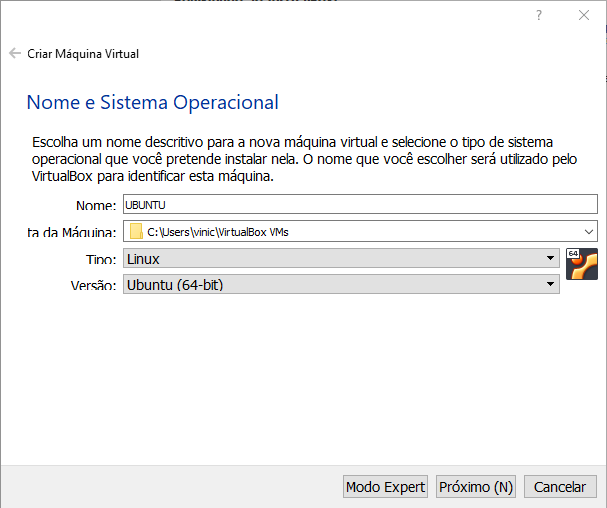 ?
Criar Máquina Virtual
Nome e Sistema Operacional
Escolha um nome descritivo para a nova máquina virtual e selecione o tipo de sistema
operacional que você pretende instalar nela. O nome que você escolher será utilizado pelo
VirtualBox para identificar esta máquina.
Nome: UBUNTU
ta da Máquina: C:\Users\vinic\VirtualBox VMs
Tipo: Linux 64
Versão: Ubuntu (64-bit)
Modo Expert Próximo (N) Cancelar